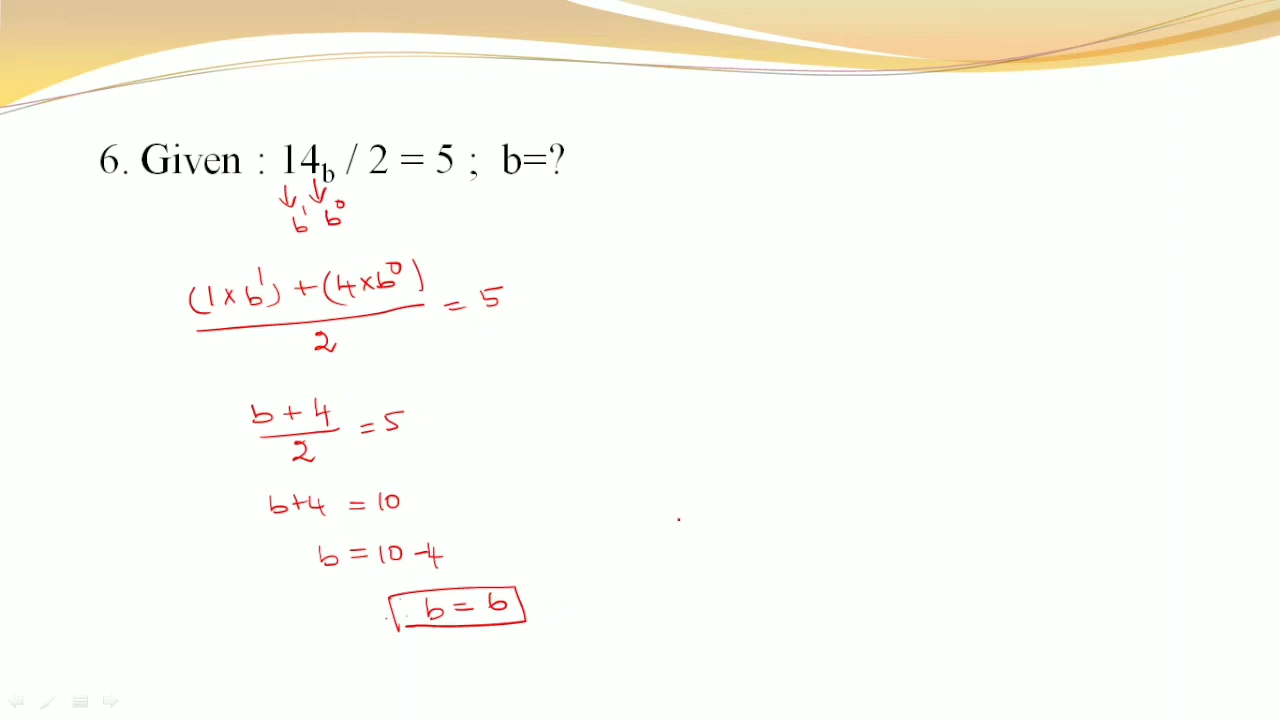 6. Given : 14b / 2 = 5 ; b=?
b¹ b⁰
(1×b¹) + (4×b⁰)
= 5
2
b + 4
= 5
2
b+4 = 10
b = 10 -4
b = 6